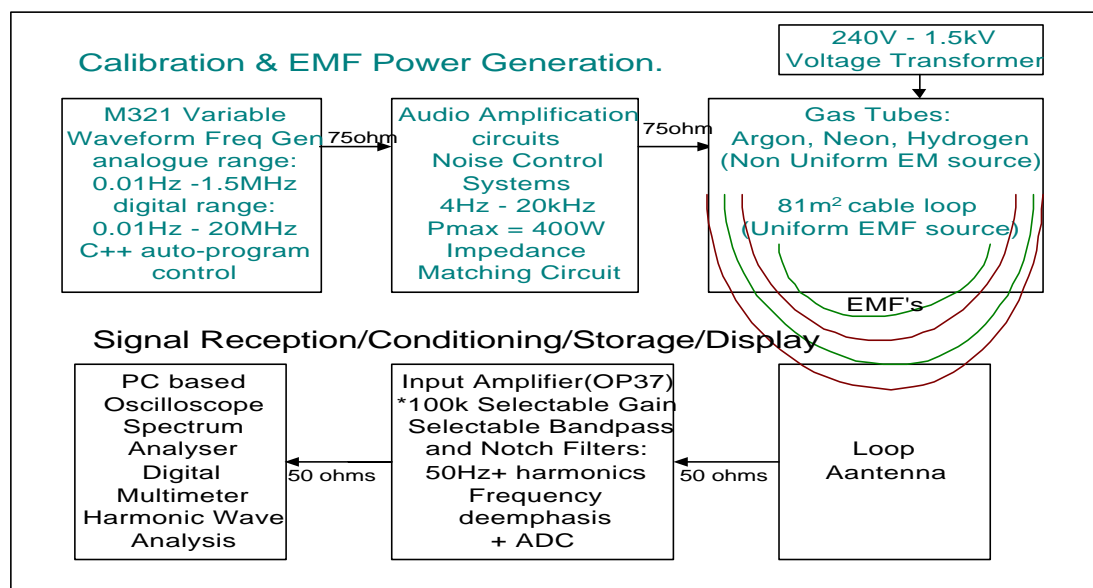 Calibration & EMF Power Generation.
240V - 1.5kV
Voltage Transformer
M321 Variable
Waveform Freq Gen
analogue range:
0.01Hz -1.5MHz
digital range:
0.01Hz - 20MHz
C++ auto-program
control
75ohm
Audio Amplification
circuits
Noise Control
Systems
4Hz - 20kHz
Pmax = 400W
Impedance
Matching Circuit
75ohm
Gas Tubes:
Argon, Neon, Hydrogen
(Non Uniform EM source)
81m² cable loop
(Uniform EMF source)
EMF's
Signal Reception/Conditioning/Storage/Display
PC based
Oscilloscope
Spectrum
Analyser
Digital
Multimeter
Harmonic Wave
Analysis
50 ohms
Input Amplifier(OP37)
*100k Selectable Gain
Selectable Bandpass
and Notch Filters:
50Hz+ harmonics
Frequency
deemphasis
+ ADC
50 ohms
Loop
Aantenna